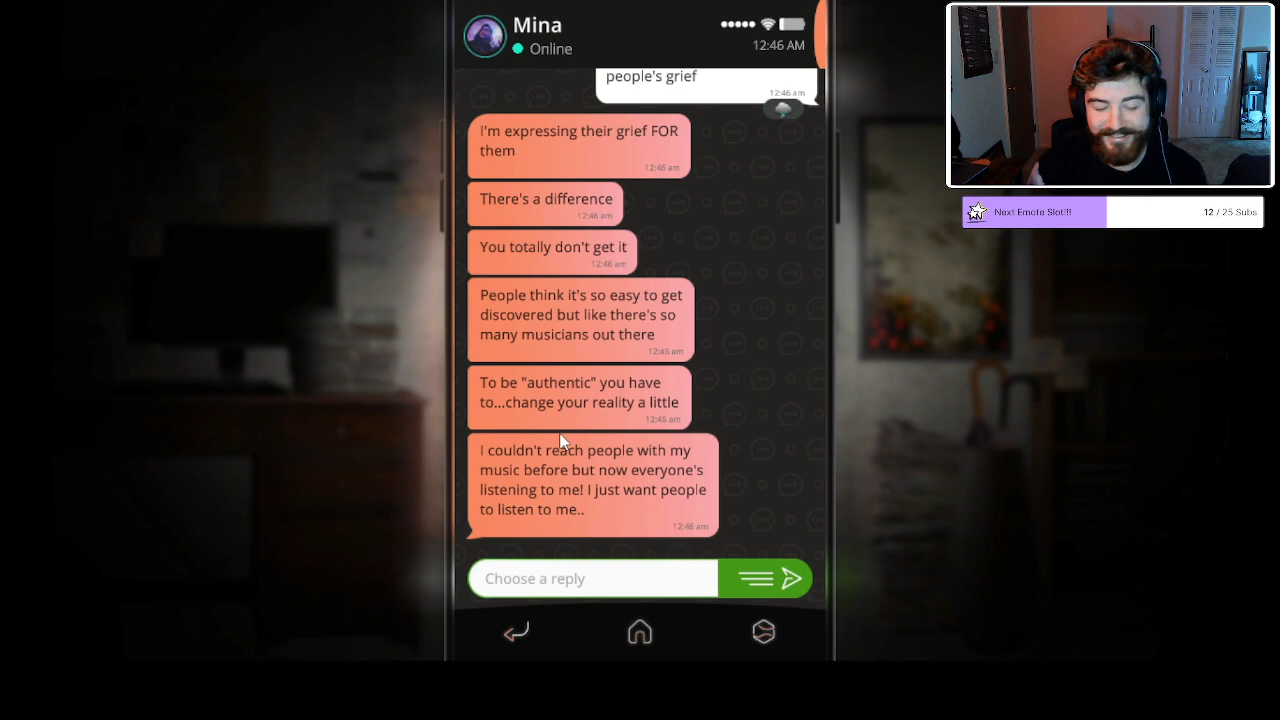 Mina
Online
12:46 AM
people's grief
12:46 am
I'm expressing their grief FOR
them
12:46 am
There's a difference
12:46 am
You totally don't get it
12:46 am
People think it's so easy to get
discovered but like there's so
many musicians out there
12:46 am
To be "authentic" you have
to...change your reality a little
12:46 am
I couldn't reach people with my
music before but now everyone's
listening to me! I just want people
to listen to me..
12:46 am
Choose a reply
Next Emote Slot!!!
12 / 25 Subs